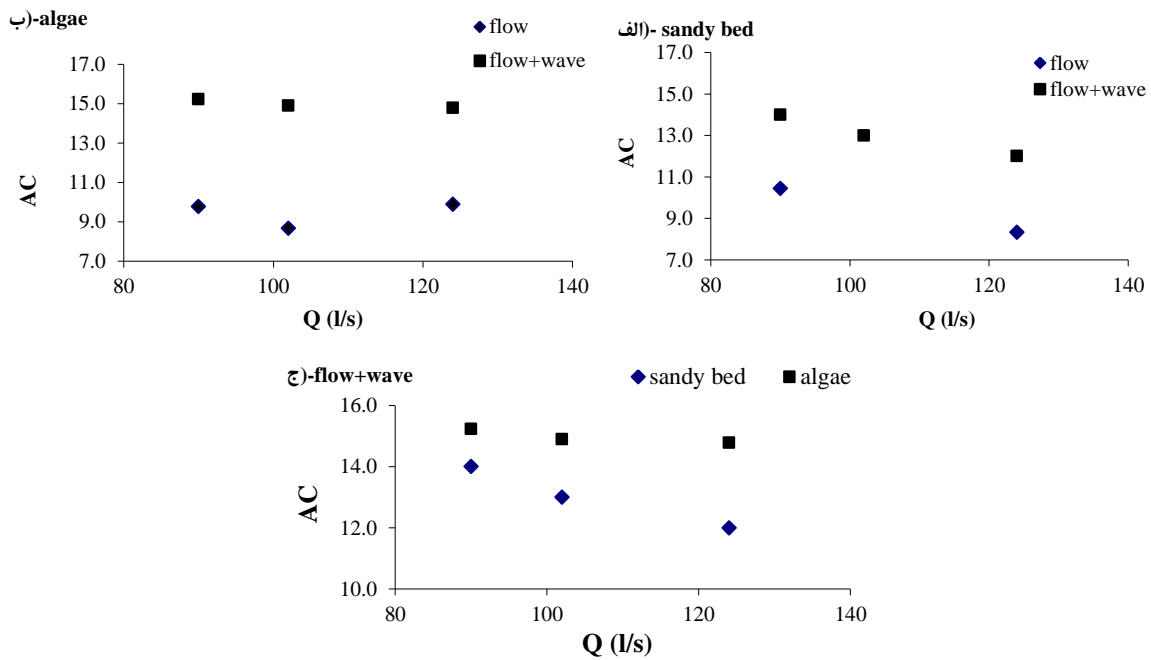 ب)-algae
flow
flow+wave
17.0
15.0
13.0
11.0
9.0
7.0
AC
80
100
120
140
Q (l/s)
الف)- sandy bed
flow
flow+wave
17.0
15.0
13.0
11.0
9.0
7.0
AC
80
100
120
140
Q (l/s)
ج)-flow+wave
sandy bed
algae
16.0
14.0
12.0
10.0
AC
80
100
120
140
Q (l/s)